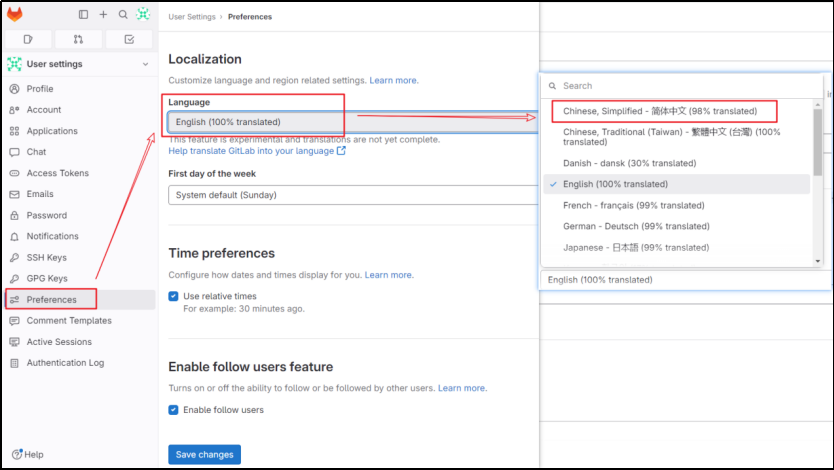 User settings
Profile
Account
Applications
Chat
Access Tokens
Emails
Password
Notifications
SSH Keys
GPG Keys
Preferences
Comment Templates
Active Sessions
Authentication Log
Help
User Settings › Preferences
Localization
Customize language and region related settings. Learn more.
Language
English (100% translated)
This feature is experimental and translations are not yet complete.
Help translate GitLab into your language
First day of the week
System default (Sunday)
Time preferences
Configure how dates and times display for you. Learn more.
Use relative times
For example: 30 minutes ago.
Enable follow users feature
Turns on or off the ability to follow or be followed by other users. Learn more.
Enable follow users
Save changes
Search
Chinese, Simplified - 简体中文 (98% translated)
Chinese, Traditional (Taiwan) - 繁體中文 (台灣) (100%
translated)
Danish - dansk (30% translated)
English (100% translated)
French - français (99% translated)
German - Deutsch (99% translated)
Japanese - 日本語 (99% translated)
English (100% translated)